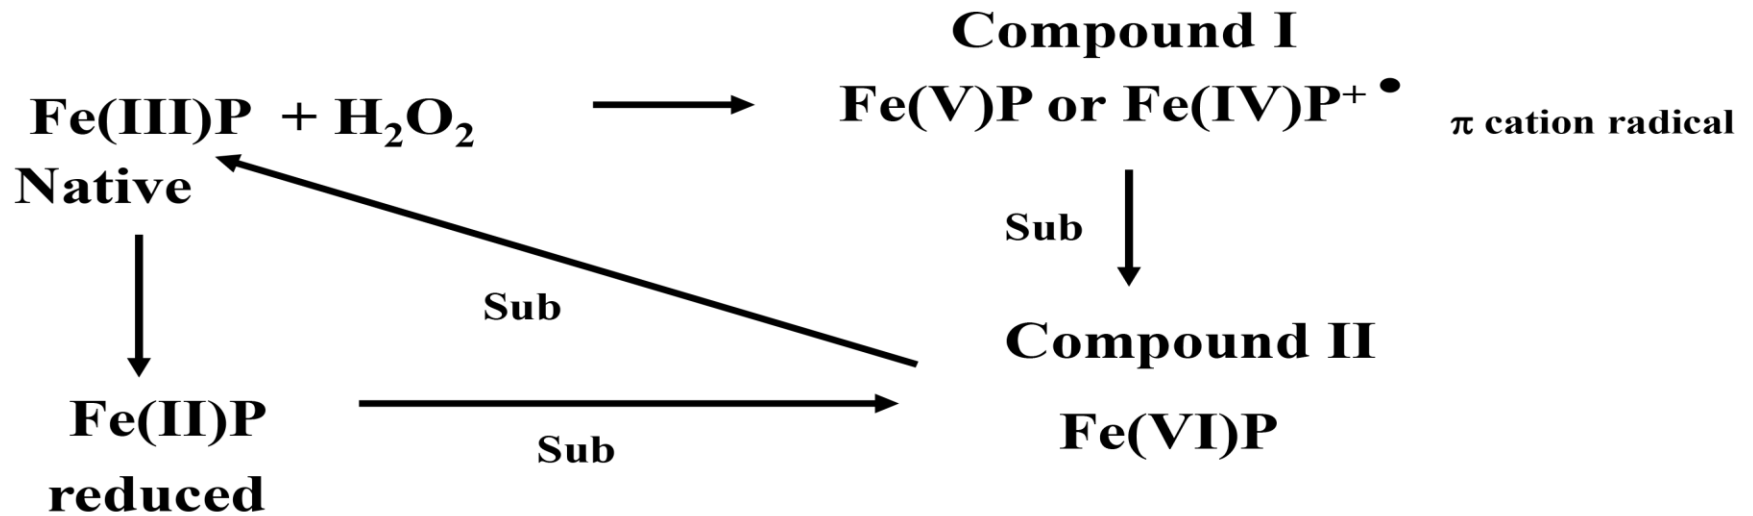 Compound I
Fe(III)P + H₂O₂
Fe(V)P or Fe(IV)P⁺ •
π cation radical
Native
Sub
Sub
Compound II
Fe(II)P
Sub
Fe(VI)P
reduced